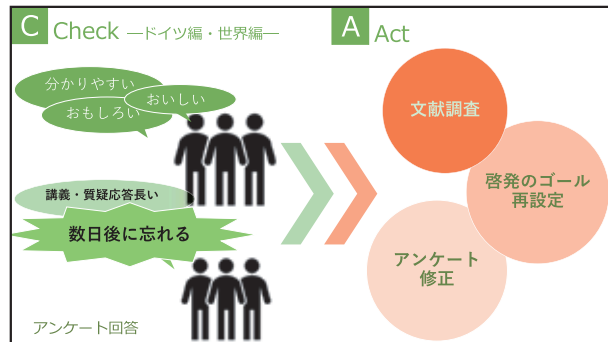 C Check ―ドイツ編・世界編―
分かりやすい
おいしい
おもしろい
講義・質疑応答長い
数日後に忘れる
アンケート回答
A Act
文献調査
啓発のゴール
再設定
アンケート
修正